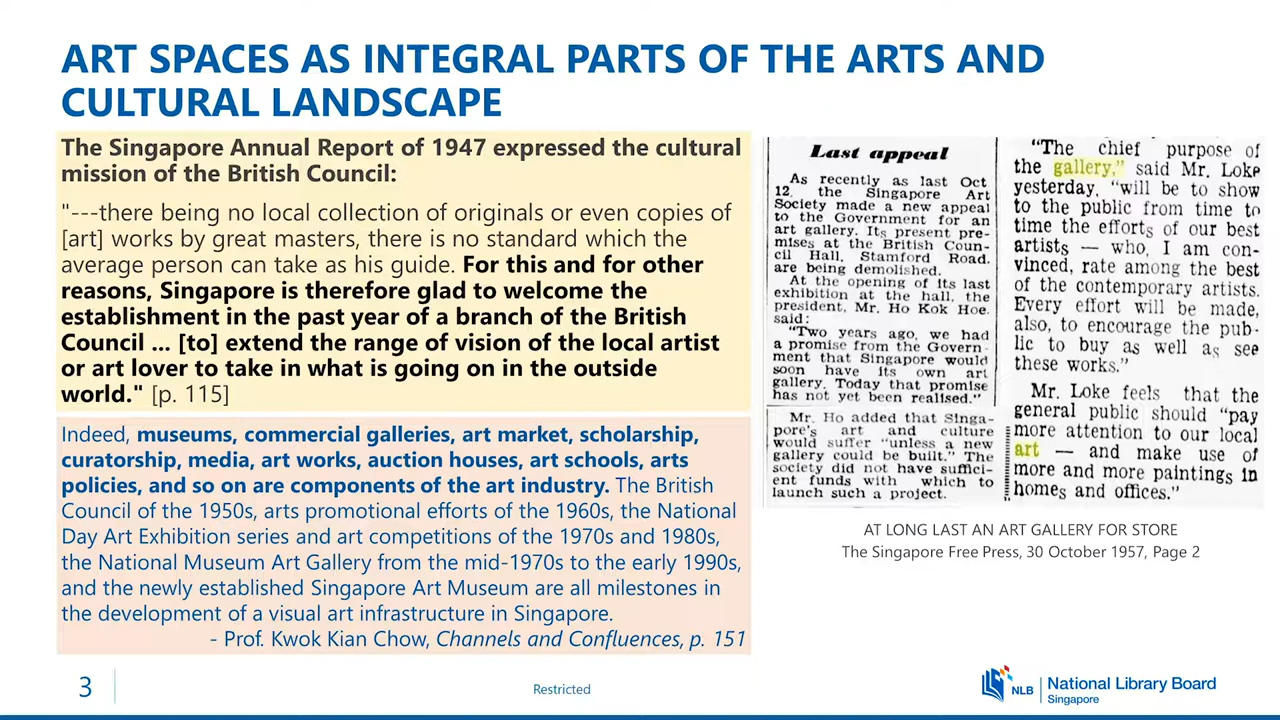 ART SPACES AS INTEGRAL PARTS OF THE ARTS AND
CULTURAL LANDSCAPE
The Singapore Annual Report of 1947 expressed the cultural
mission of the British Council:
"---there being no local collection of originals or even copies of
[art] works by great masters, there is no standard which the
average person can take as his guide. For this and for other
reasons, Singapore is therefore glad to welcome the
establishment in the past year of a branch of the British
Council ... [to] extend the range of vision of the local artist
or art lover to take in what is going on in the outside
world." [p. 115]
Indeed, museums, commercial galleries, art market, scholarship,
curatorship, media, art works, auction houses, art schools, arts
policies, and so on are components of the art industry. The British
Council of the 1950s, arts promotional efforts of the 1960s, the National
Day Art Exhibition series and art competitions of the 1970s and 1980s,
the National Museum Art Gallery from the mid-1970s to the early 1990s,
and the newly established Singapore Art Museum are all milestones in
the development of a visual art infrastructure in Singapore.
- Prof. Kwok Kian Chow, Channels and Confluences, p. 151
Last appeal
As recently as last Oct
12, the Singapore Art
Society made a new appeal
to the Government for an
art gallery. Its present pre-
mises at the British Coun-
cil Hall, Stamford Road,
are being demolished.
At the opening of its last
exhibition at the hall, the
president, Mr. Ho Kok Hoe,
said:
"Two years ago, we had
a promise from the Govern-
ment that Singapore would
soon have its own art
gallery. Today that promise
has not yet been realised."
Mr. Ho added that Singa-
pore's art and culture
would suffer "unless a new
gallery could be built." The
society did not have suffici-
ent funds with which to
launch such a project.
"The chief purpose of
the gallery," said Mr. Loke
yesterday, "will be to show
to the public from time to
time the efforts of our best
artists — who, I am con-
vinced, rate among the best
of the contemporary artists.
Every effort will be made,
also, to encourage the pub-
lic to buy as well as see
these works."
Mr. Loke feels that the
general public should "pay
more attention to our local
art — and make use of
more and more paintings in
homes and offices."
AT LONG LAST AN ART GALLERY FOR STORE
The Singapore Free Press, 30 October 1957, Page 2
3
Restricted
NLB
National Library Board
Singapore